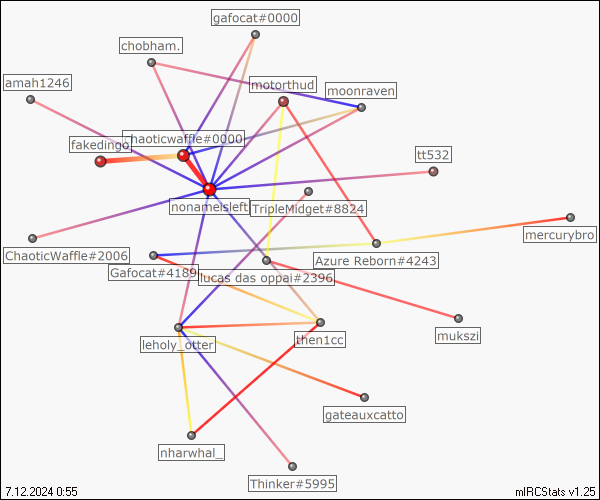 gafocat#0000
chobham.
amah1246
motorthud
moonraven
chaoticwaffle#0000
fakedingo
tt532
nonameisleft
TripleMidget#8824
mercurybro
ChaoticWaffle#2006
Azure Reborn#4243
Gafocat#4189
lucas das oppai#2396
then1cc
mukszi
leholy_otter
gateauxcatto
nharwhal_
Thinker#5995
7.12.2024 0:55
mIRCStats v1.25